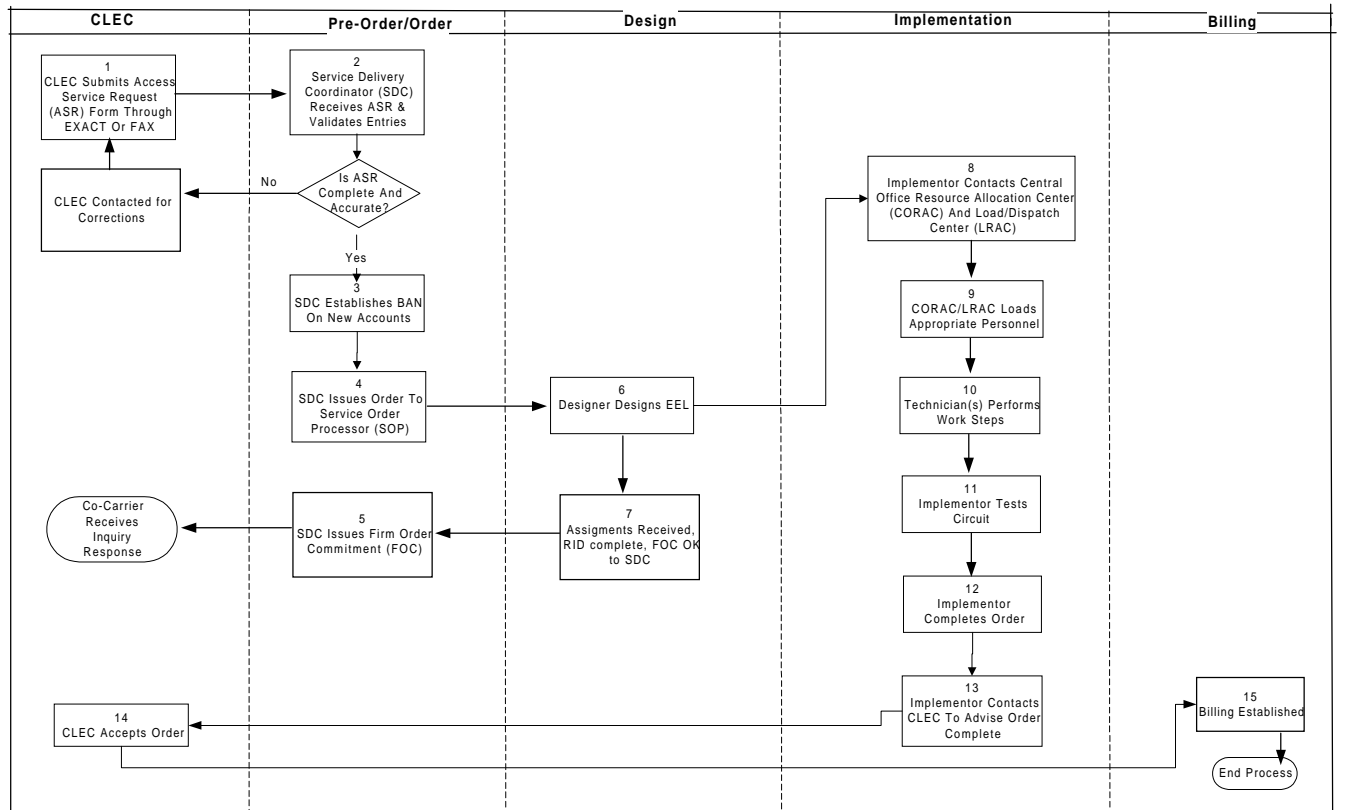 CLEC
Pre-Order/Order
Design
Implementation
Billing
1
CLEC Submits Access
Service Request
(ASR) Form Through
EXACT Or FAX
2
Service Delivery
Coordinator (SDC)
Receives ASR &
Validates Entries
Is ASR
Complete And
Accurate?
No
CLEC Contacted for
Corrections
Yes
3
SDC Establishes BAN
On New Accounts
4
SDC Issues Order To
Service Order
Processor (SOP)
6
Designer Designs EEL
7
Assigments Received,
RID complete, FOC OK
to SDC
5
SDC Issues Firm Order
Commitment (FOC)
Co-Carrier
Receives
Inquiry
Response
8
Implementor Contacts Central
Office Resource Allocation Center
(CORAC) And Load/Dispatch
Center (LRAC)
9
CORAC/LRAC Loads
Appropriate Personnel
10
Technician(s) Performs
Work Steps
11
Implementor Tests
Circuit
12
Implementor
Completes Order
13
Implementor Contacts
CLEC To Advise Order
Complete
14
CLEC Accepts Order
15
Billing Established
End Process